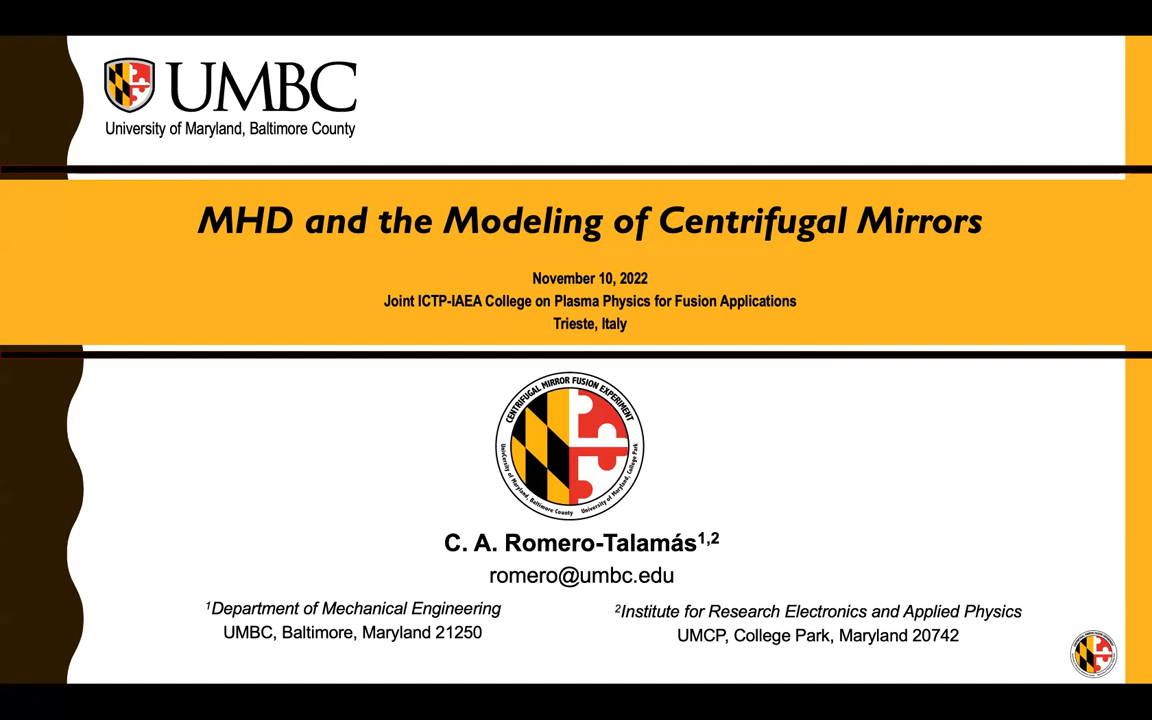 UMBC
University of Maryland, Baltimore County
MHD and the Modeling of Centrifugal Mirrors
November 10, 2022
Joint ICTP-IAEA College on Plasma Physics for Fusion Applications
Trieste, Italy
CENTRIFUGAL MIRROR FUSION EXPERIMENT
University of Maryland, Baltimore County
University of Maryland, College Park
C. A. Romero-Talamás1,2
romero@umbc.edu
1Department of Mechanical Engineering
UMBC, Baltimore, Maryland 21250
2Institute for Research Electronics and Applied Physics
UMCP, College Park, Maryland 20742